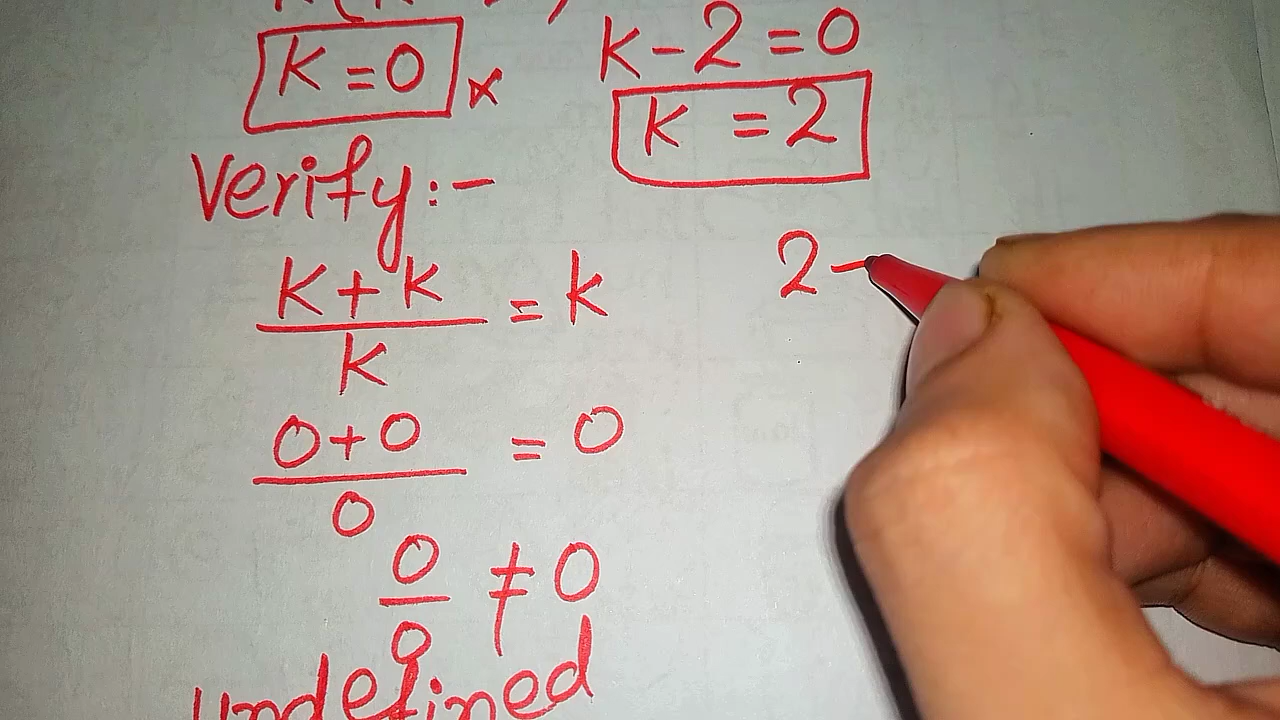 k=0 × k-2=0
k=2
Verify:-
k+k/k = k 2-
0+0/0 = 0
0/0 ≠ 0
undefined